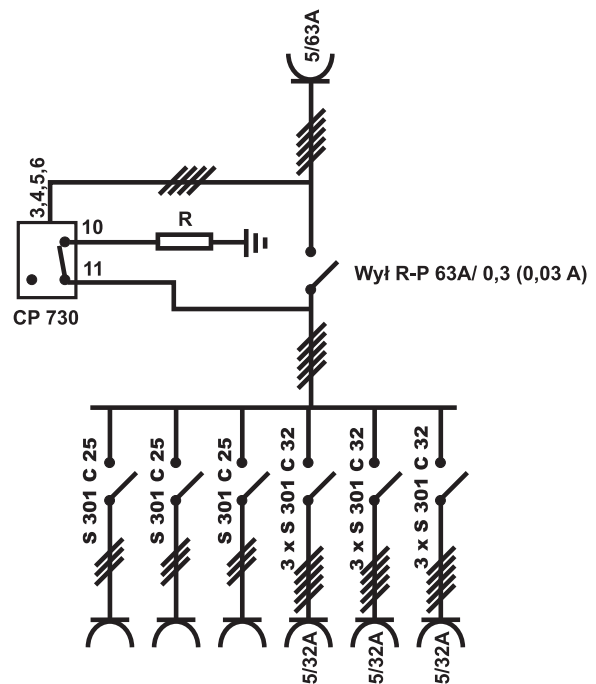 5/63A
3,4,5,6
10
R
11
Wył R-P 63A/ 0,3 (0,03 A)
CP 730
S 301 C 25
S 301 C 25
S 301 C 25
3 x S 301 C 32
3 x S 301 C 32
3 x S 301 C 32
5/32A
5/32A
5/32A